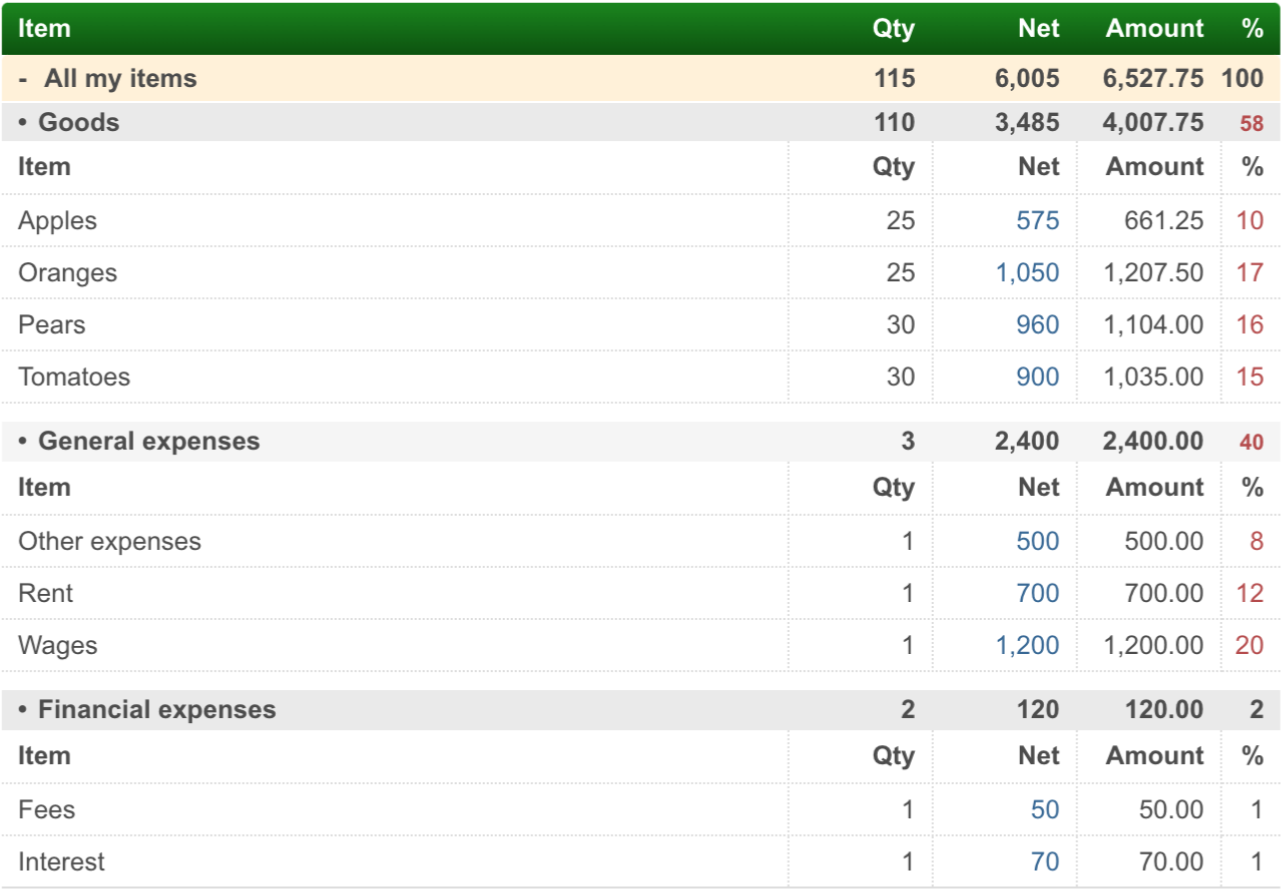 Item Qty Net Amount %
- All my items 115 6,005 6,527.75 100
• Goods 110 3,485 4,007.75 58
Item Qty Net Amount %
Apples 25 575 661.25 10
Oranges 25 1,050 1,207.50 17
Pears 30 960 1,104.00 16
Tomatoes 30 900 1,035.00 15
• General expenses 3 2,400 2,400.00 40
Item Qty Net Amount %
Other expenses 1 500 500.00 8
Rent 1 700 700.00 12
Wages 1 1,200 1,200.00 20
• Financial expenses 2 120 120.00 2
Item Qty Net Amount %
Fees 1 50 50.00 1
Interest 1 70 70.00 1